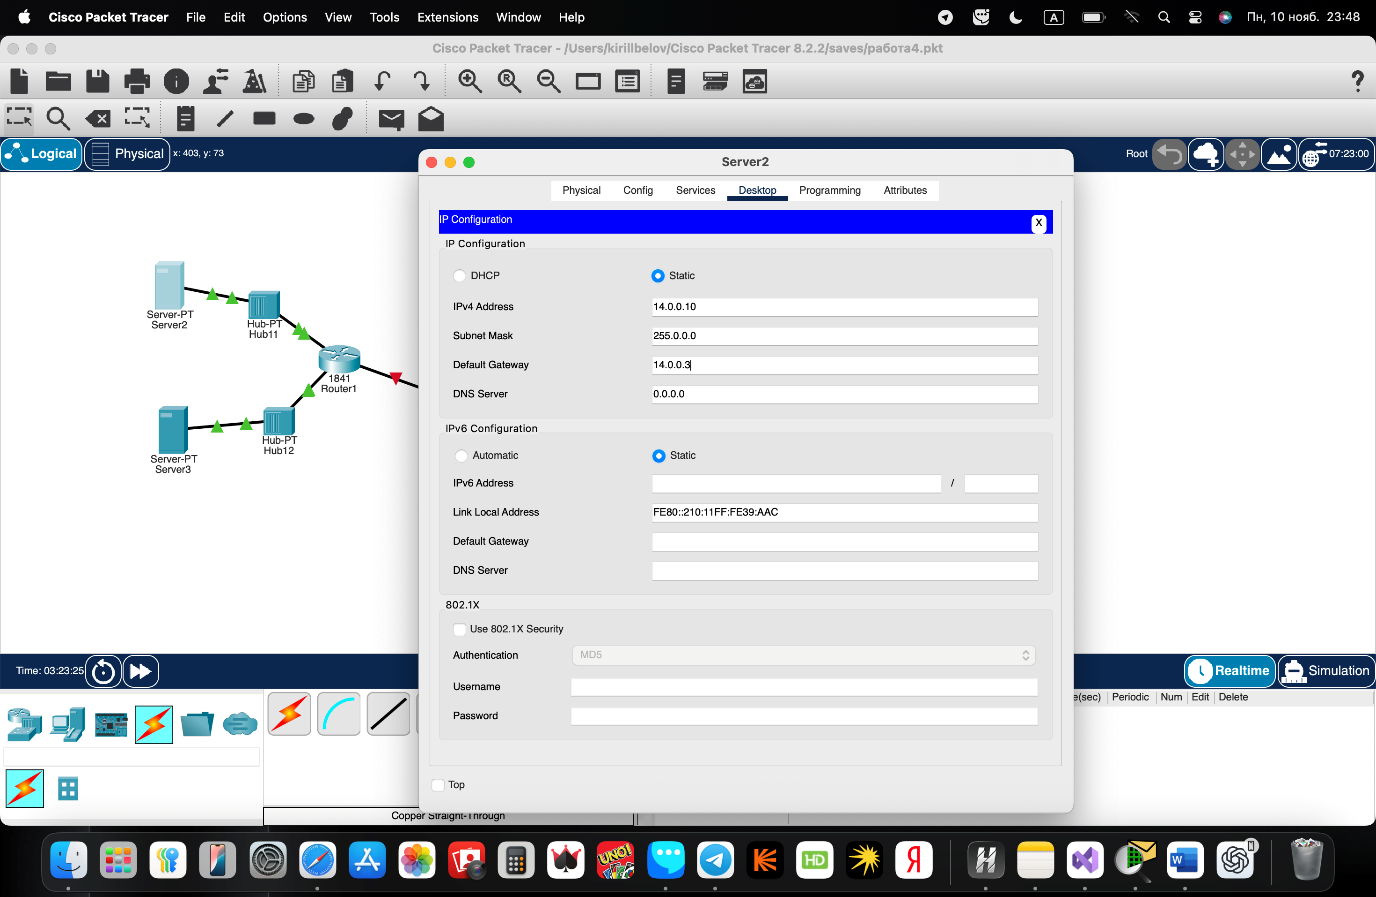 Cisco Packet Tracer File Edit Options View Tools Extensions Window Help A Пн, 10 нояб. 23:48
Cisco Packet Tracer - /Users/kirillbelov/Cisco Packet Tracer 8.2.2/saves/работа4.pkt
Logical Physical x: 403, y: 73 Root 07:23:00
Server2
Physical Config Services Desktop Programming Attributes
IP Configuration X
IP Configuration
DHCP Static
IPv4 Address 14.0.0.10
Subnet Mask 255.0.0.0
Default Gateway 14.0.0.3
DNS Server 0.0.0.0
IPv6 Configuration
Automatic Static
IPv6 Address /
Link Local Address FE80::210:11FF:FE39:AAC
Default Gateway
DNS Server
802.1X
Use 802.1X Security
Authentication MD5
Username
Password
Top
Server-PT
Server2
Hub-PT
Hub11
1841
Router1
Hub-PT
Hub12
Server-PT
Server3
Time: 03:23:25 Realtime Simulation
e(sec) Periodic Num Edit Delete
Copper Straight-Through
UNO! HD Я W